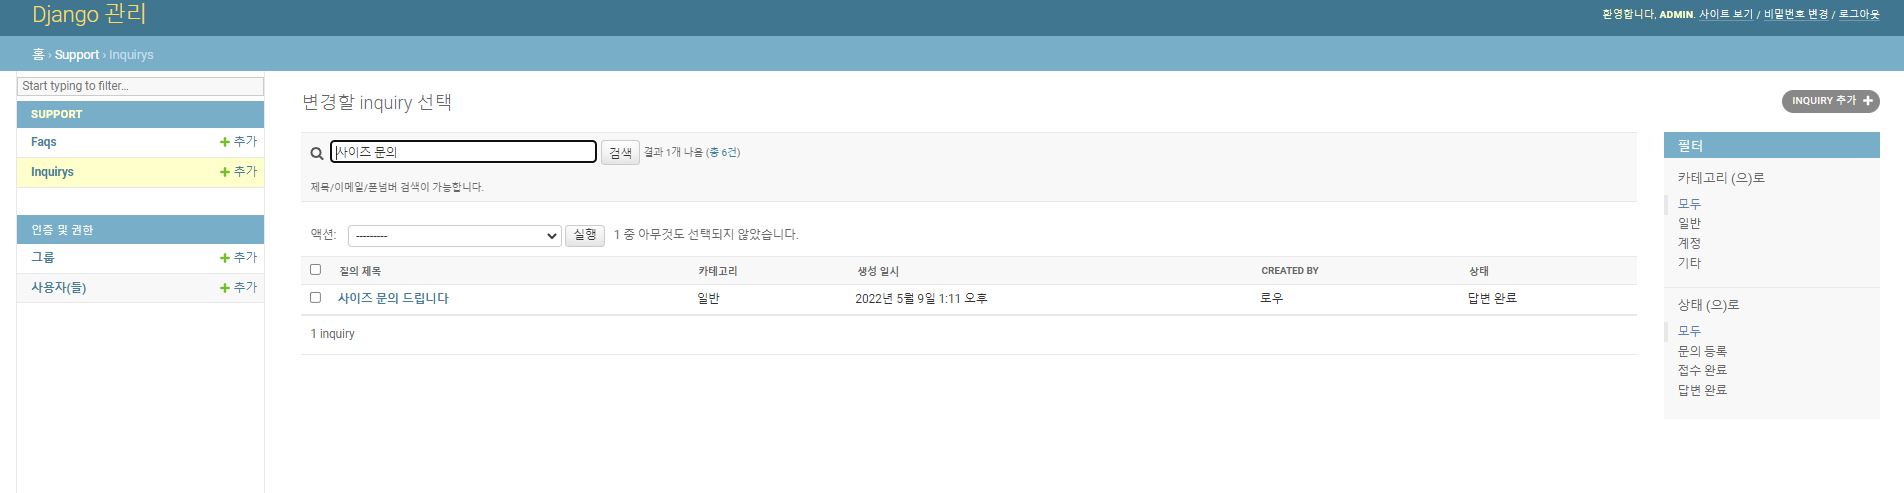 Django 관리
환영합니다, ADMIN. 사이트 보기 / 비밀번호 변경 / 로그아웃
홈 › Support › Inquirys
Start typing to filter...
SUPPORT
Faqs 추가
Inquirys 추가
인증 및 권한
그룹 추가
사용자(들) 추가
변경할 inquiry 선택
INQUIRY 추가
사이즈 문의 검색 결과 1개 나옴 (총 6건)
제목/이메일/폰넘버 검색이 가능합니다.
액션: --------- 실행 1 중 아무것도 선택되지 않았습니다.
질의 제목 카테고리 생성 일시 CREATED BY 상태
사이즈 문의 드립니다 일반 2022년 5월 9일 1:11 오후 로우 답변 완료
1 inquiry
필터
카테고리 (으)로
모두
일반
계정
기타
상태 (으)로
모두
문의 등록
접수 완료
답변 완료